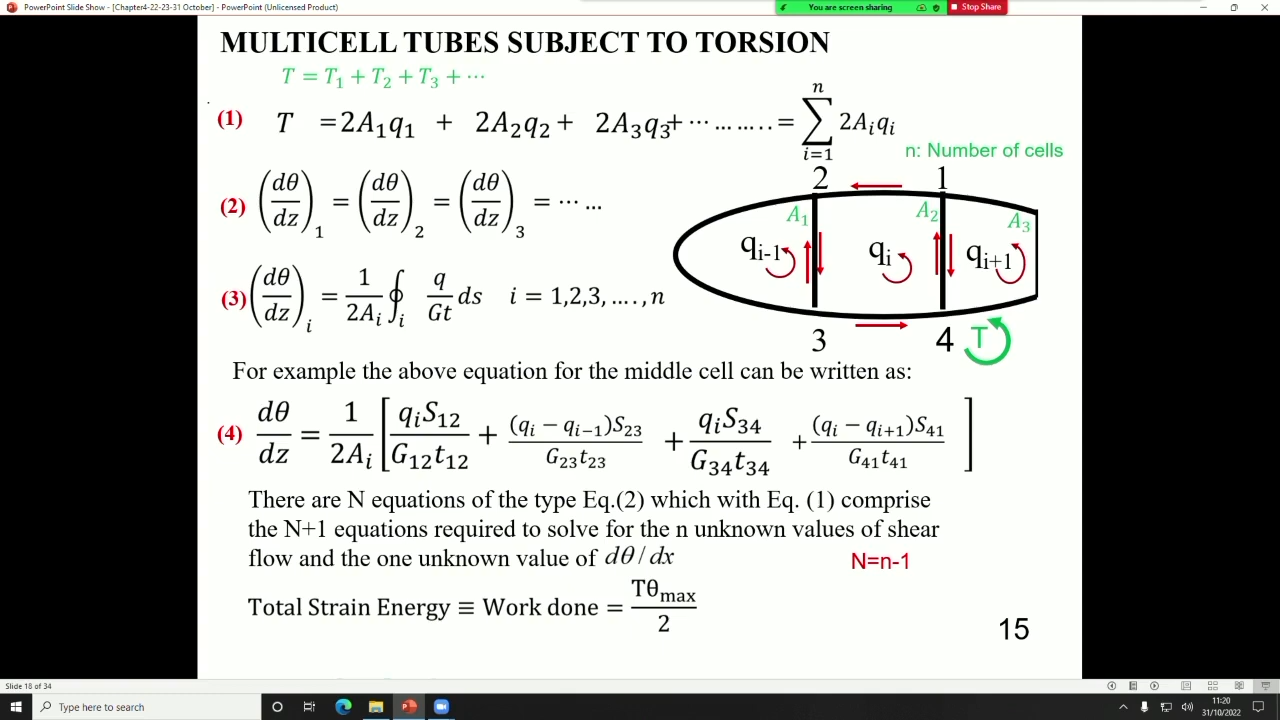 PowerPoint Slide Show - [Chapter4-22-23-31 October] - PowerPoint (Unlicensed Product)
You are screen sharing
Stop Share
MULTICELL TUBES SUBJECT TO TORSION
T = T₁ + T₂ + T₃ + ⋯
(1) T =2A₁q₁ + 2A₂q₂ + 2A₃q₃+ ⋯ … … . . = ∑ⁿᵢ₌₁ 2Aᵢqᵢ
n: Number of cells
(2) (dθ/dz)₁ = (dθ/dz)₂ = (dθ/dz)₃ = ⋯ …
2 1
A₁ A₂ A₃
qᵢ₋₁ qᵢ qᵢ₊₁
(3) (dθ/dz)ᵢ = 1/2Aᵢ ∮ᵢ q/Gt ds i = 1,2,3, … . , n
3 4 T
For example the above equation for the middle cell can be written as:
(4) dθ/dz = 1/2Aᵢ [qᵢS₁₂/G₁₂t₁₂ + (qᵢ − qᵢ₋₁)S₂₃/G₂₃t₂₃ + qᵢS₃₄/G₃₄t₃₄ + (qᵢ − qᵢ₊₁)S₄₁/G₄₁t₄₁]
There are N equations of the type Eq.(2) which with Eq. (1) comprise
the N+1 equations required to solve for the n unknown values of shear
flow and the one unknown value of dθ / dx
N=n-1
Total Strain Energy ≡ Work done = Tθmax/2
15
Slide 18 of 34
Type here to search
11:20
31/10/2022